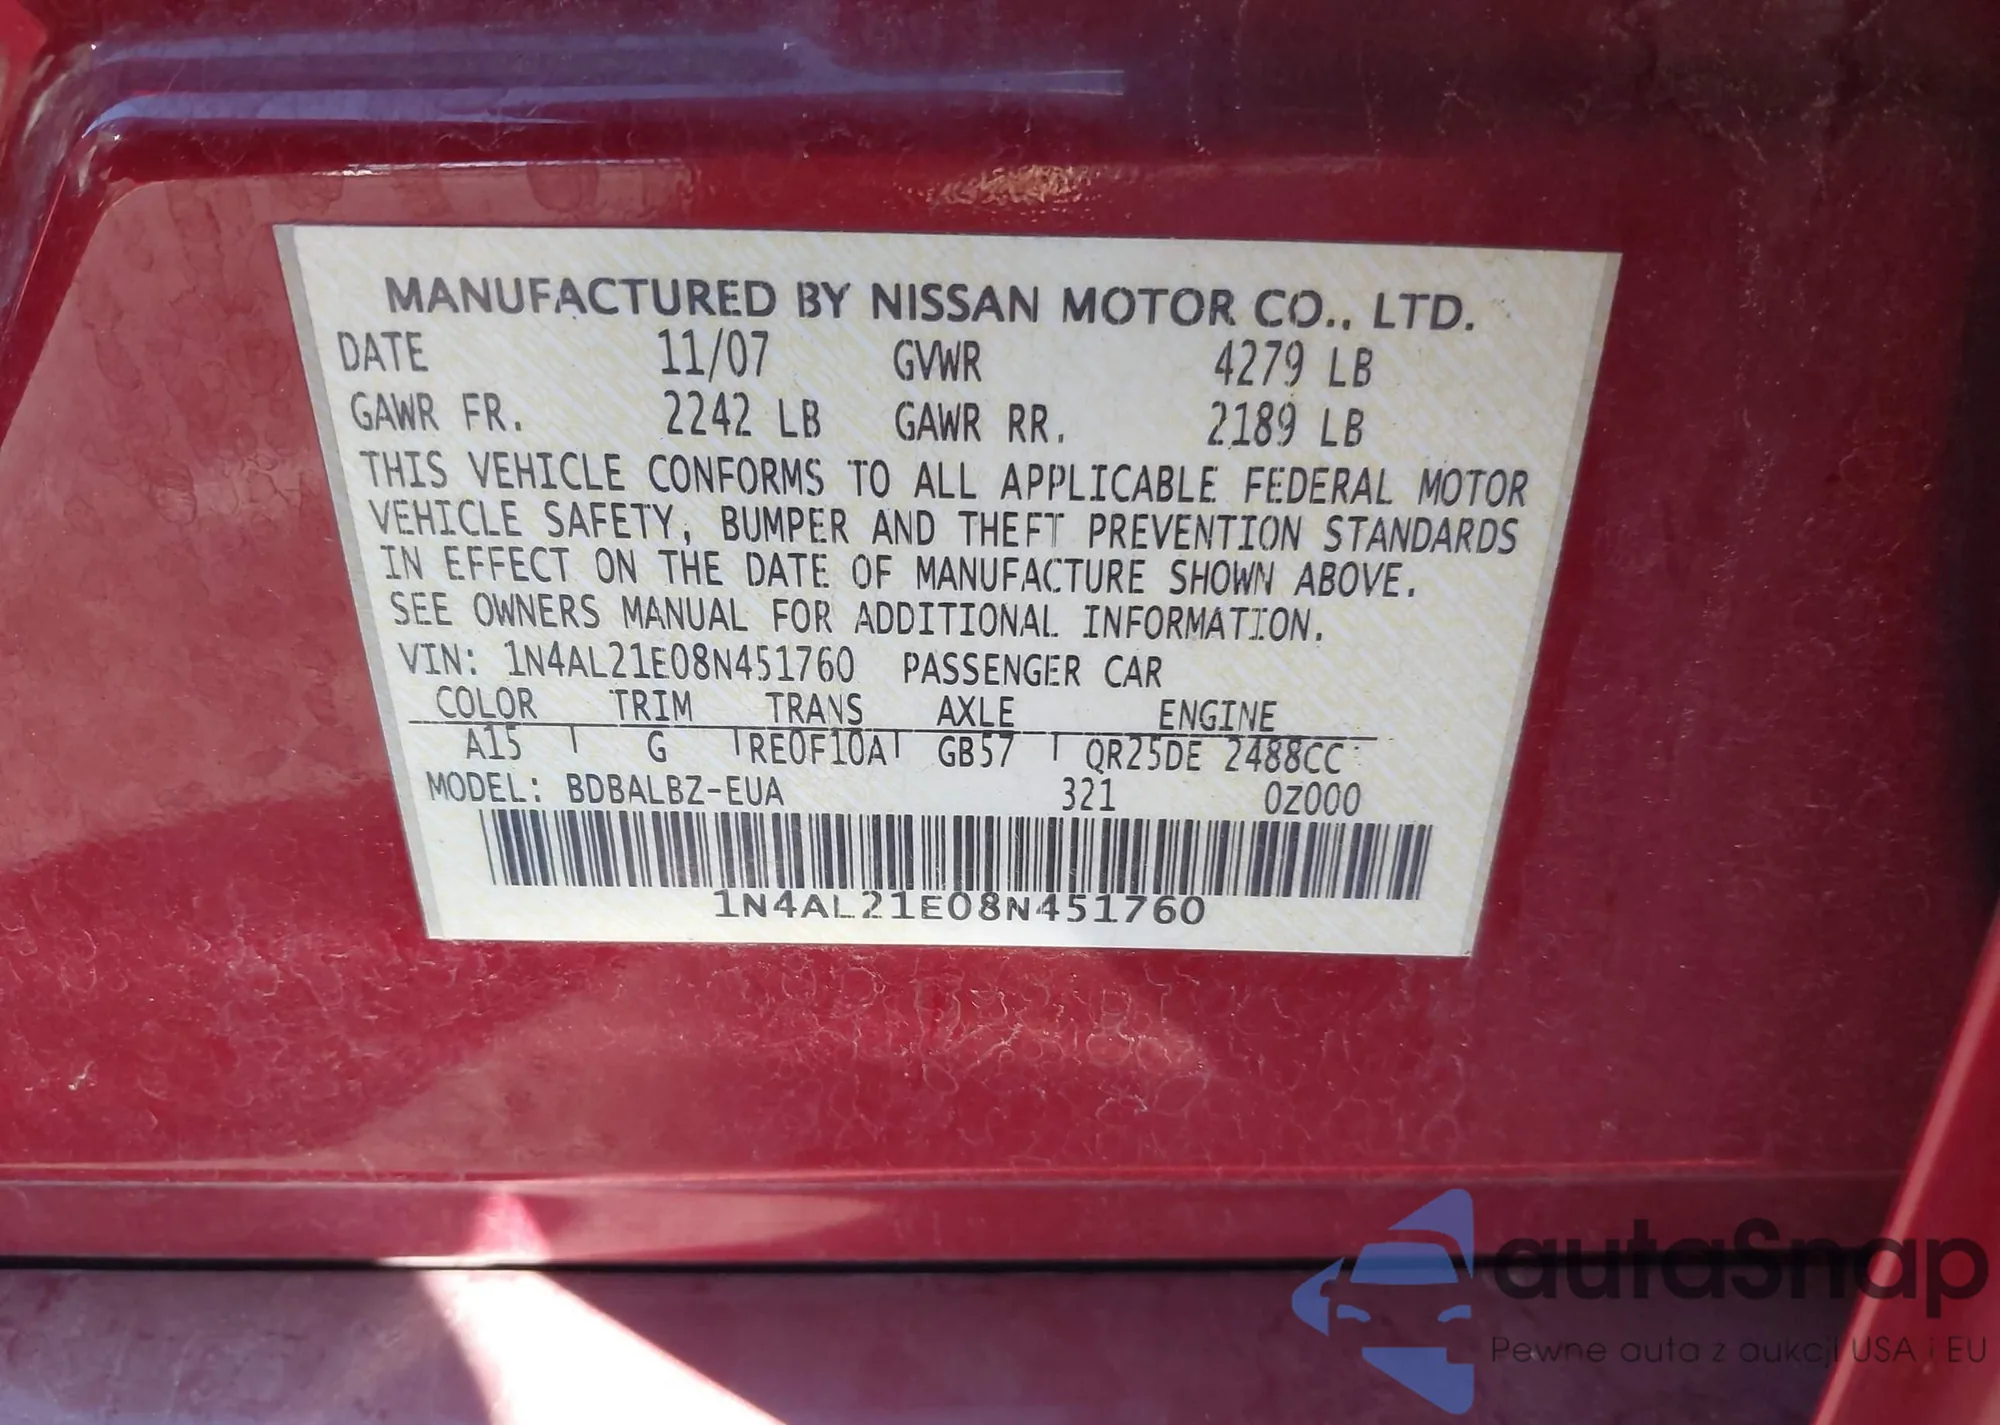 MANUFACTURED BY NISSAN MOTOR CO., LTD.
DATE 11/07 GVWR 4279 LB
GAWR FR. 2242 LB GAWR RR. 2189 LB
THIS VEHICLE CONFORMS TO ALL APPLICABLE FEDERAL MOTOR
VEHICLE SAFETY, BUMPER AND THEFT PREVENTION STANDARDS
IN EFFECT ON THE DATE OF MANUFACTURE SHOWN ABOVE.
SEE OWNERS MANUAL FOR ADDITIONAL INFORMATION.
VIN: 1N4AL21E08N451760 PASSENGER CAR
COLOR TRIM TRANS AXLE ENGINE
A15 G RE0F10A GB57 QR25DE 2488CC
MODEL: BDBALBZ-EUA 321 0Z000
1N4AL21E08N451760
autaSnap
Pewne auta z aukcji USA i EU